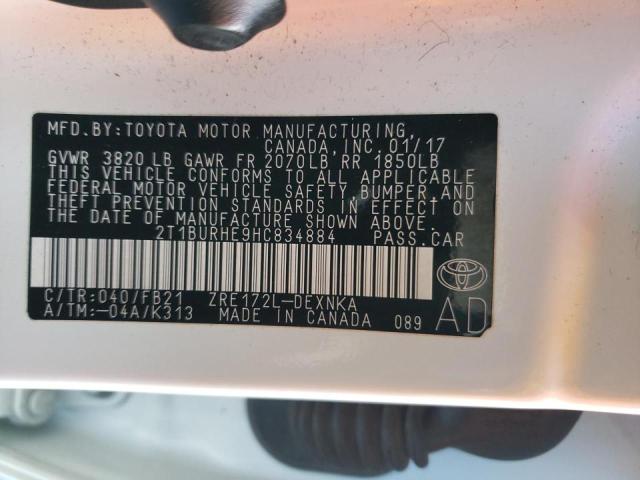 MFD. BY: TOYOTA MOTOR MANUFACTURING,
CANADA, INC. 01/17
GVWR 3820 LB GAWR FR 2070LB RR 1850LB
THIS VEHICLE CONFORMS TO ALL APPLICABLE
FEDERAL MOTOR VEHICLE SAFETY, BUMPER, AND
THEFT PREVENTION STANDARDS IN EFFECT ON
THE DATE OF MANUFACTURE SHOWN ABOVE.
2T1BURHE9HC834884 PASS. CAR
C/TR: 040/FB21 ZRE172L-DEXNKA
A/TM: -04A/K313 MADE IN CANADA 089
AD